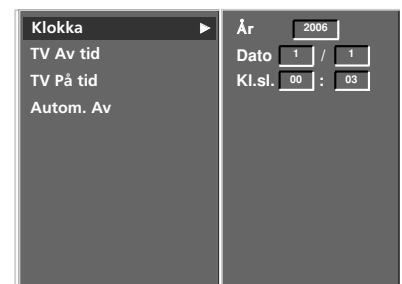 Klokka ▶
TV Av tid
TV På tid
Autom. Av
År 2006
Dato 1 / 1
Kl.sl. 00 : 03